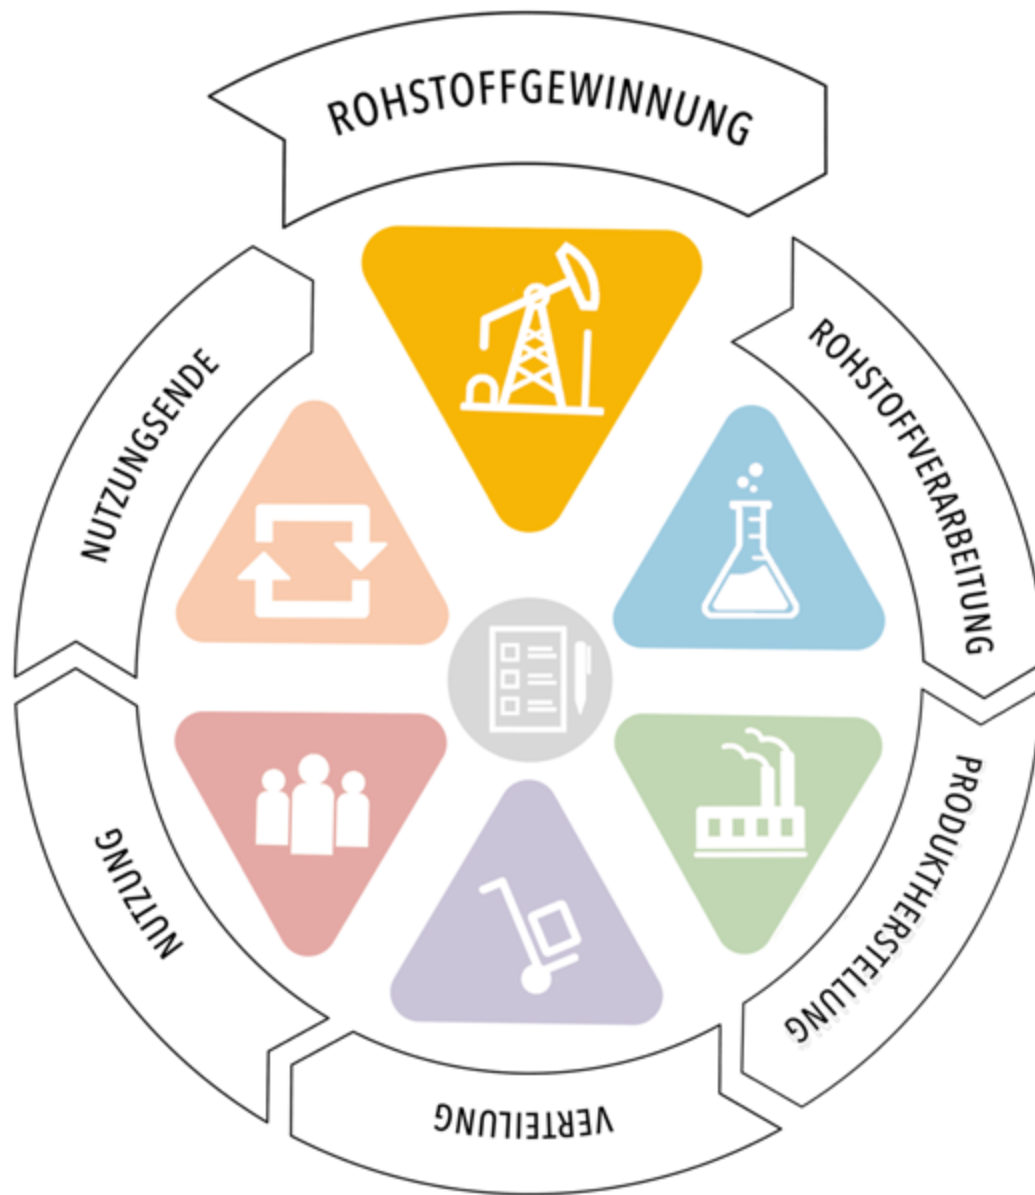 ROHSTOFFGEWINNUNG
ROHSTOFFVERARBEITUNG
PRODUKTHERSTELLUNG
VERTEILUNG
NUTZUNG
NUTZUNGSENDE